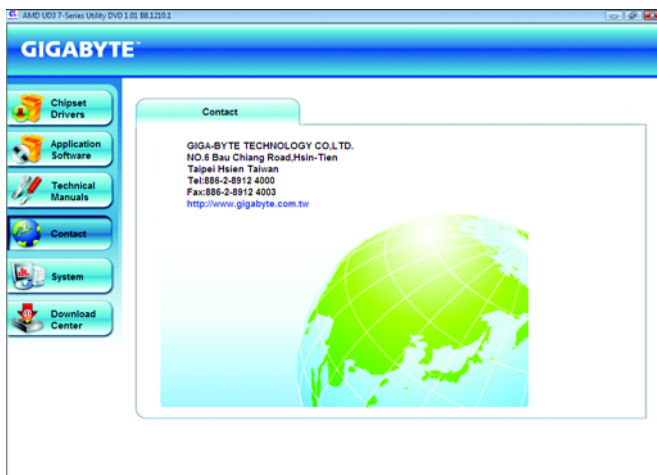 AMD UD3 7-Series Utility DVD 1.01 B8.1210.1
GIGABYTE™
Chipset
Drivers
Application
Software
Technical
Manuals
Contact
System
Download
Center
Contact
GIGA-BYTE TECHNOLOGY CO,LTD.
NO.6 Bau Chiang Road,Hsin-Tien
Taipei Hsien Taiwan
Tel:886-2-8912 4000
Fax:886-2-8912 4003
http://www.gigabyte.com.tw